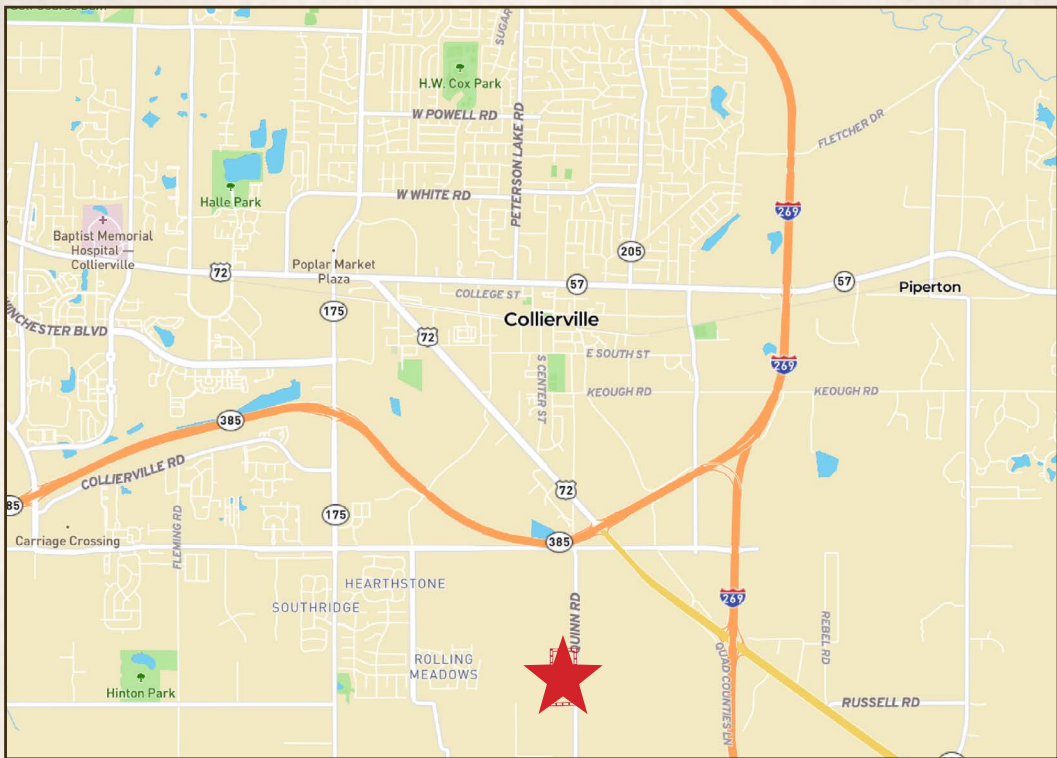 SUGAR
H.W. Cox Park
W POWELL RD
PETERSON LAKE RD
FLETCHER DR
Halle Park
W WHITE RD
269
Baptist Memorial
Hospital —
Collierville
205
72
Poplar Market
Plaza
57
57
Piperton
COLLEGE ST
175
Collierville
WINCHESTER BLVD
72
E SOUTH ST
269
S CENTER ST
KEOUGH RD
KEOUGH RD
385
COLLIERVILLE RD
72
85
175
FLEMING RD
Carriage Crossing
385
HEARTHSTONE
SOUTHRIDGE
269
QUINN RD
REBEL RD
ROLLING
MEADOWS
QUAD COUNTIES LN
Hinton Park
RUSSELL RD